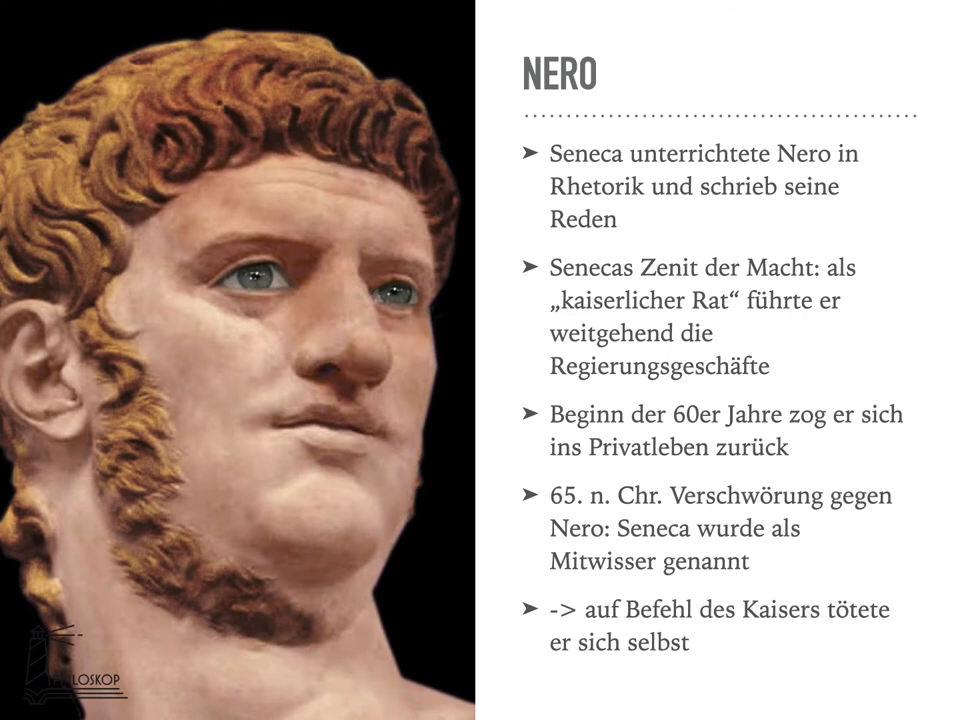 NERO
➤ Seneca unterrichtete Nero in
Rhetorik und schrieb seine
Reden
➤ Senecas Zenit der Macht: als
„kaiserlicher Rat“ führte er
weitgehend die
Regierungsgeschäfte
➤ Beginn der 60er Jahre zog er sich
ins Privatleben zurück
➤ 65. n. Chr. Verschwörung gegen
Nero: Seneca wurde als
Mitwisser genannt
➤ -> auf Befehl des Kaisers tötete
er sich selbst